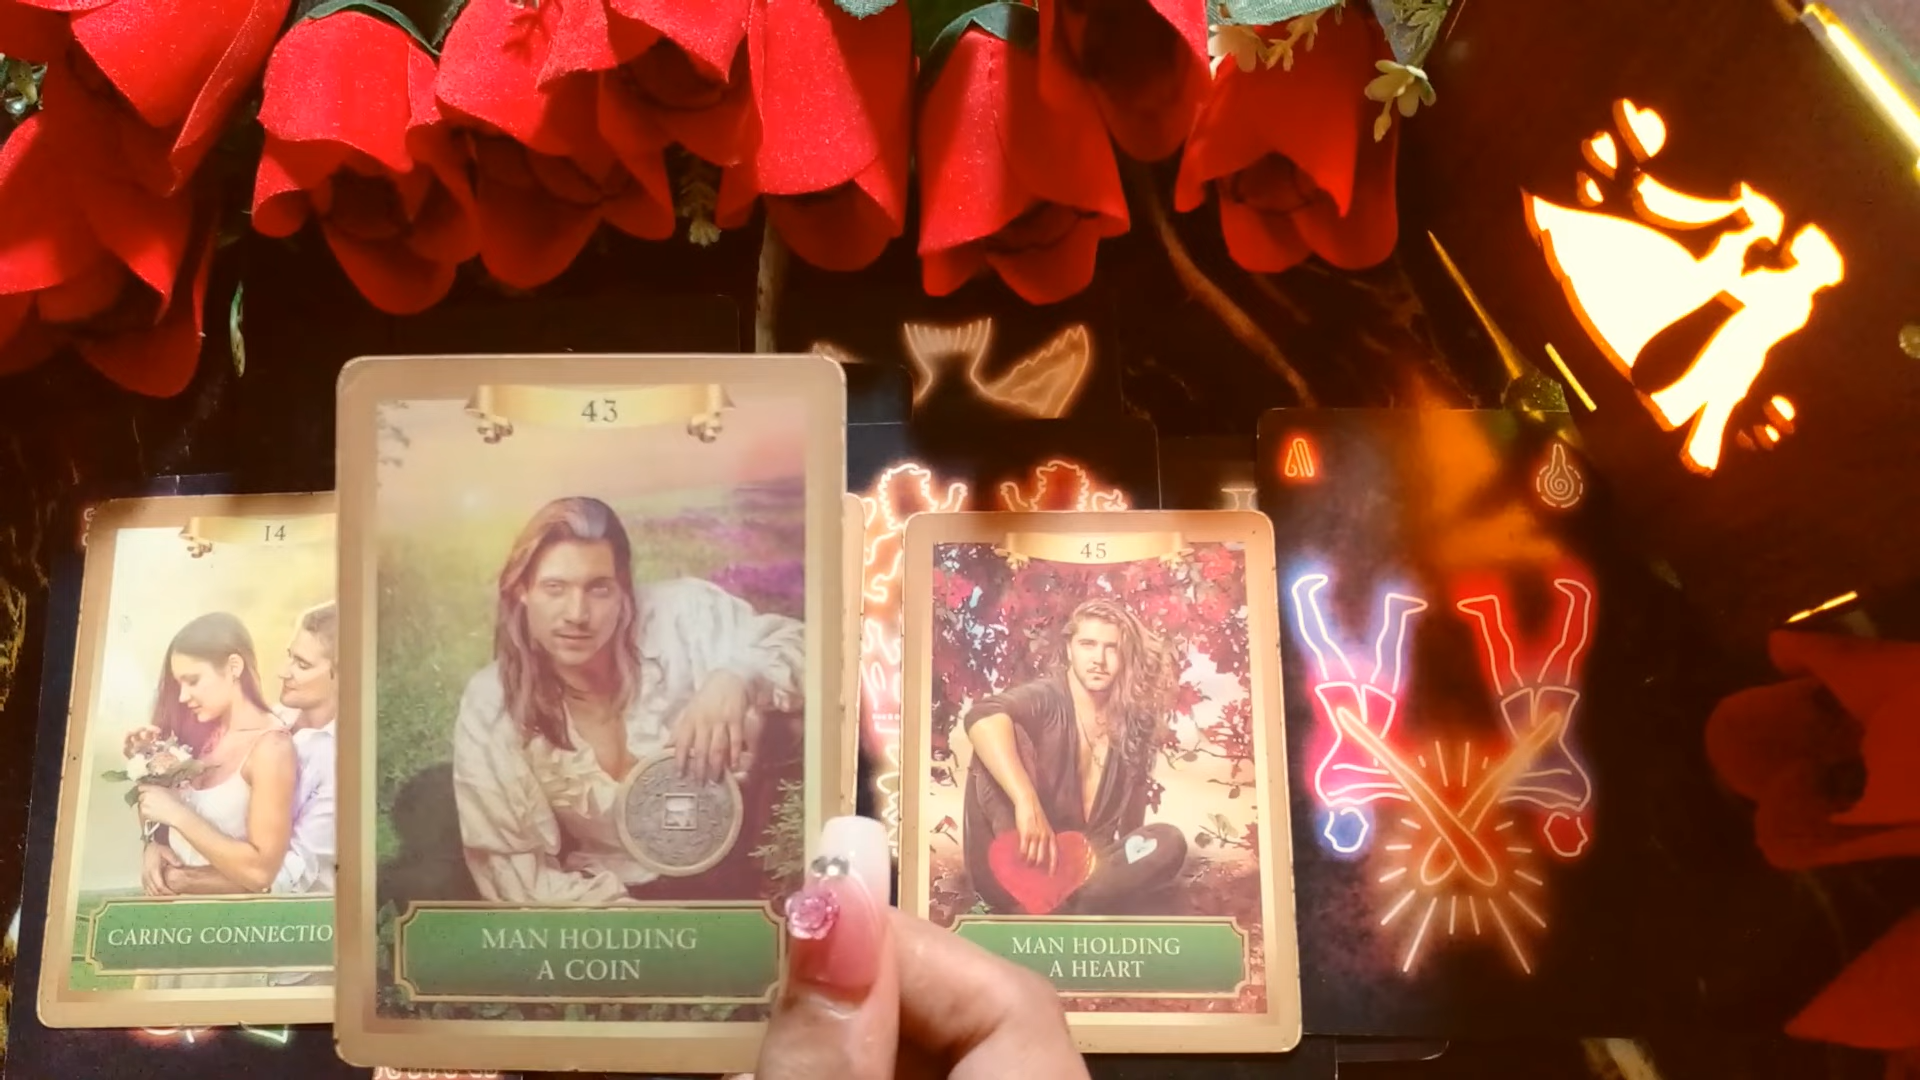 14
CARING CONNECTIO
43
MAN HOLDING
A COIN
45
MAN HOLDING
A HEART